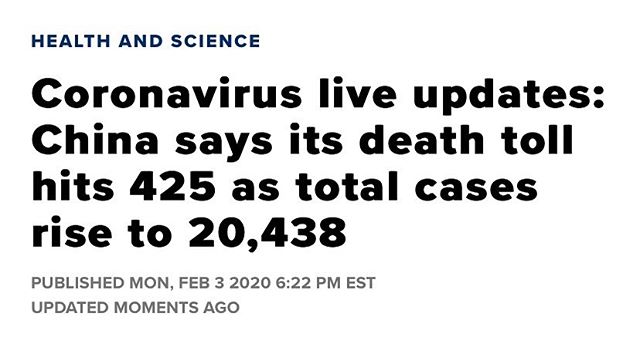 HEALTH AND SCIENCE
Coronavirus live updates:
China says its death toll
hits 425 as total cases
rise to 20,438
PUBLISHED MON, FEB 3 2020 6:22 PM EST
UPDATED MOMENTS AGO